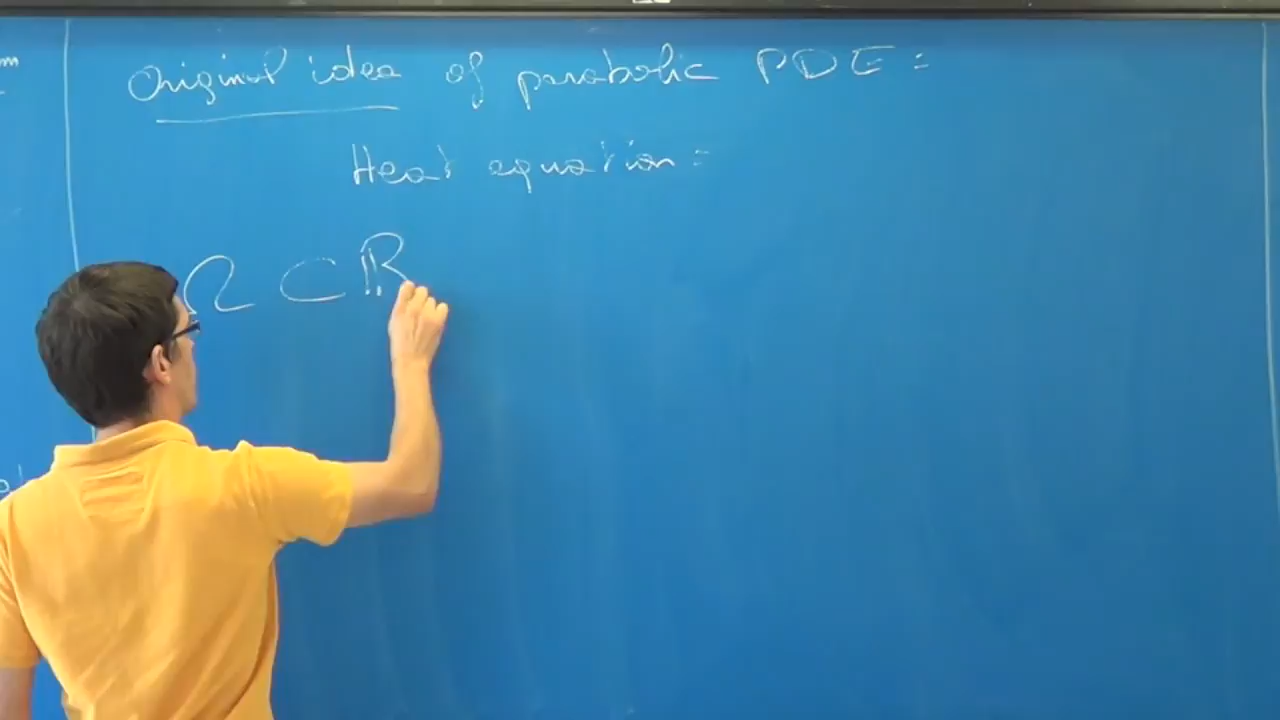 Original idea of parabolic PDE:
Heat equation:
Ω ⊂ ℝ